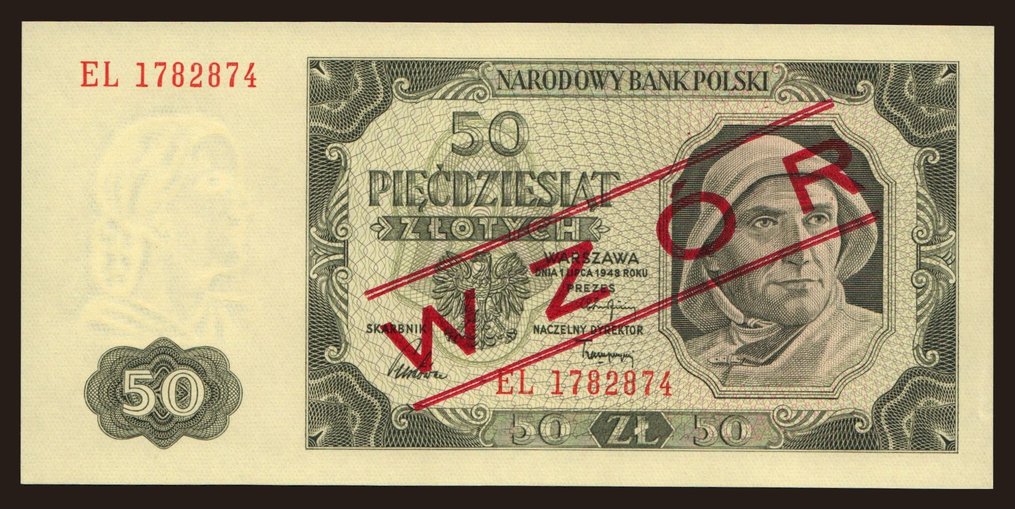 EL 1782874
NARODOWY BANK POLSKI
50
PIĘĆDZIESIĄT
ZŁOTYCH
WARSZAWA
DNIA 1 LIPCA 1948 ROKU
PREZES
SKARBNIK
NACZELNY DYREKTOR
WZÓR
EL 1782874
50
50 ZŁ 50